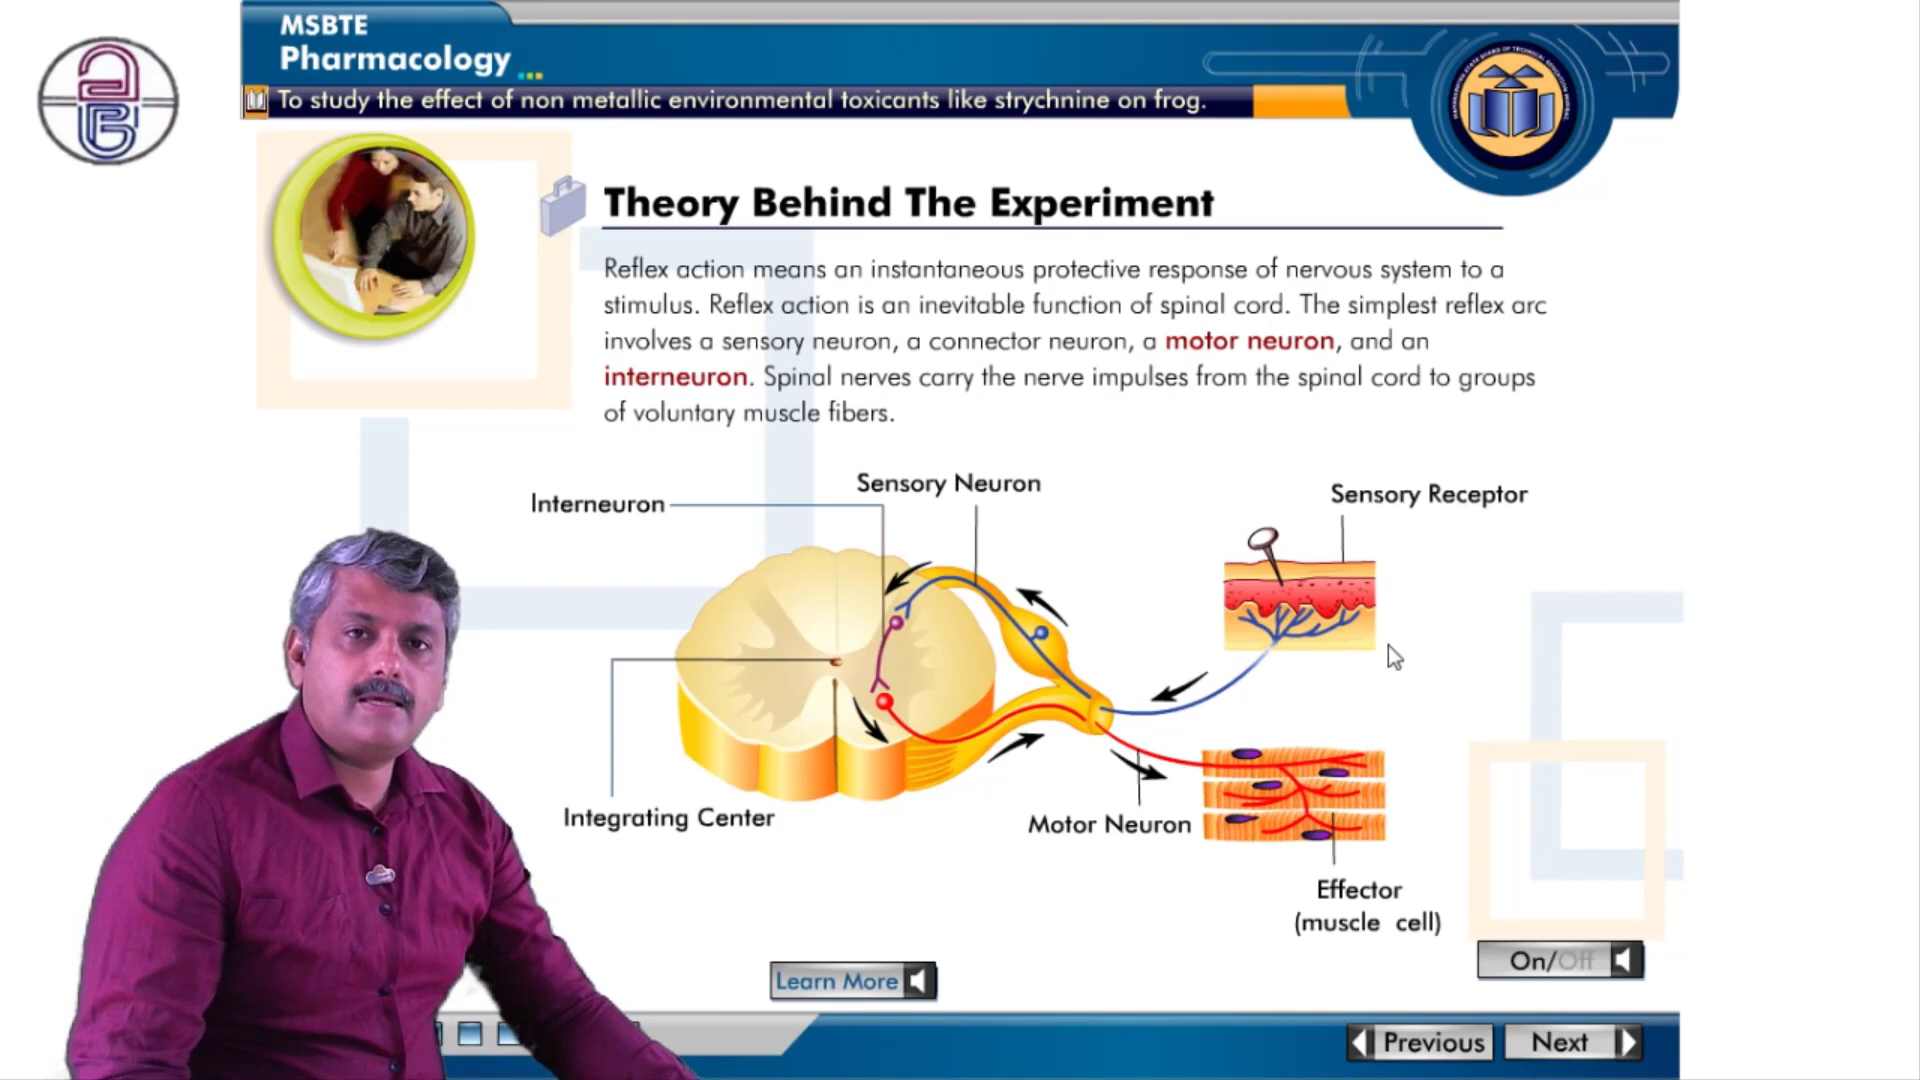 MSBTE
Pharmacology
To study the effect of non metallic environmental toxicants like strychnine on frog.
Theory Behind The Experiment
Reflex action means an instantaneous protective response of nervous system to a
stimulus. Reflex action is an inevitable function of spinal cord. The simplest reflex arc
involves a sensory neuron, a connector neuron, a motor neuron, and an
interneuron. Spinal nerves carry the nerve impulses from the spinal cord to groups
of voluntary muscle fibers.
Sensory Neuron
Interneuron
Sensory Receptor
Integrating Center
Motor Neuron
Effector
(muscle cell)
On/Off
Learn More
Previous
Next